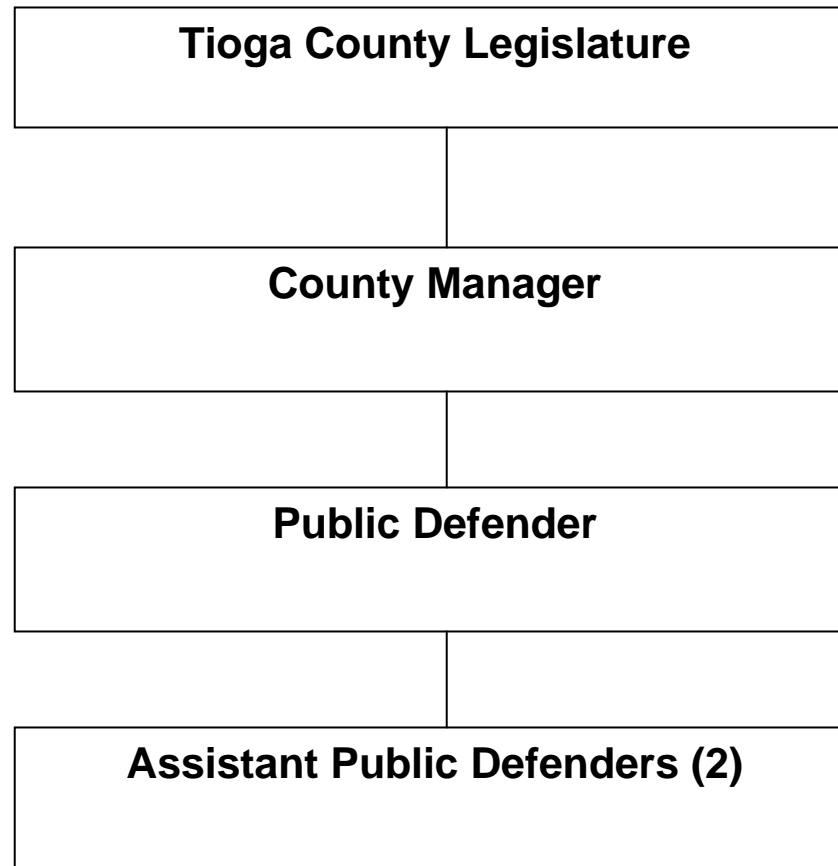 Tioga County Legislature
County Manager
Public Defender
Assistant Public Defenders (2)